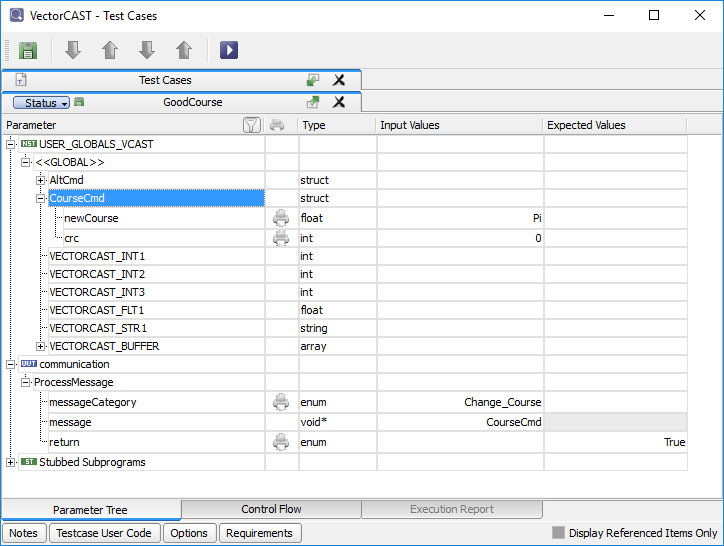 VectorCAST - Test Cases
Test Cases
Status GoodCourse
Parameter Type Input Values Expected Values
NST USER_GLOBALS_VCAST
<<GLOBAL>>
AltCmd struct
CourseCmd struct
newCourse float Pi
crc int 0
VECTORCAST_INT1 int
VECTORCAST_INT2 int
VECTORCAST_INT3 int
VECTORCAST_FLT1 float
VECTORCAST_STR1 string
VECTORCAST_BUFFER array
UUT communication
ProcessMessage
messageCategory enum Change_Course
message void* CourseCmd
return enum True
ST Stubbed Subprograms
Parameter Tree Control Flow Execution Report
Notes Testcase User Code Options Requirements Display Referenced Items Only